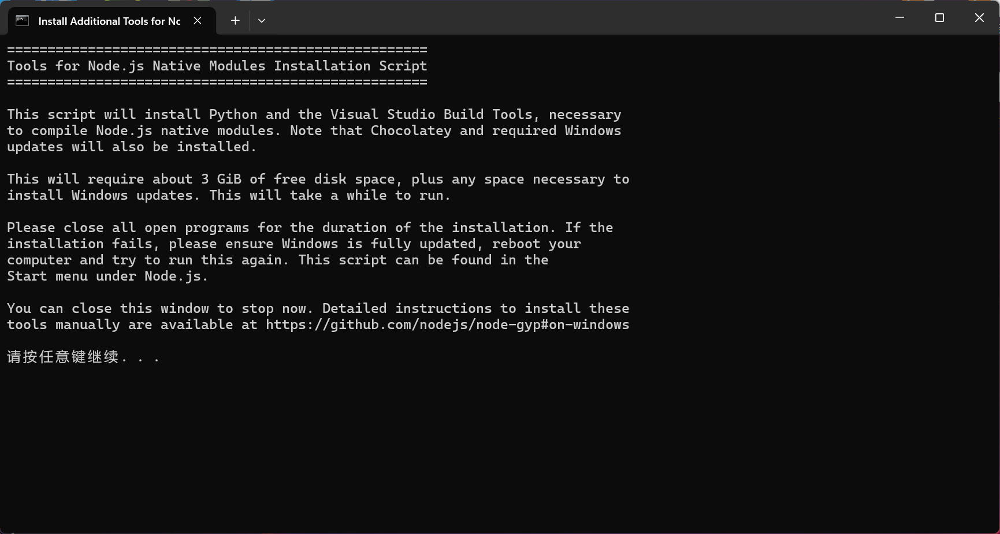 Install Additional Tools for Nc
====================================================
Tools for Node.js Native Modules Installation Script
====================================================
This script will install Python and the Visual Studio Build Tools, necessary
to compile Node.js native modules. Note that Chocolatey and required Windows
updates will also be installed.
This will require about 3 GiB of free disk space, plus any space necessary to
install Windows updates. This will take a while to run.
Please close all open programs for the duration of the installation. If the
installation fails, please ensure Windows is fully updated, reboot your
computer and try to run this again. This script can be found in the
Start menu under Node.js.
You can close this window to stop now. Detailed instructions to install these
tools manually are available at https://github.com/nodejs/node-gyp#on-windows
请按任意键继续. . .